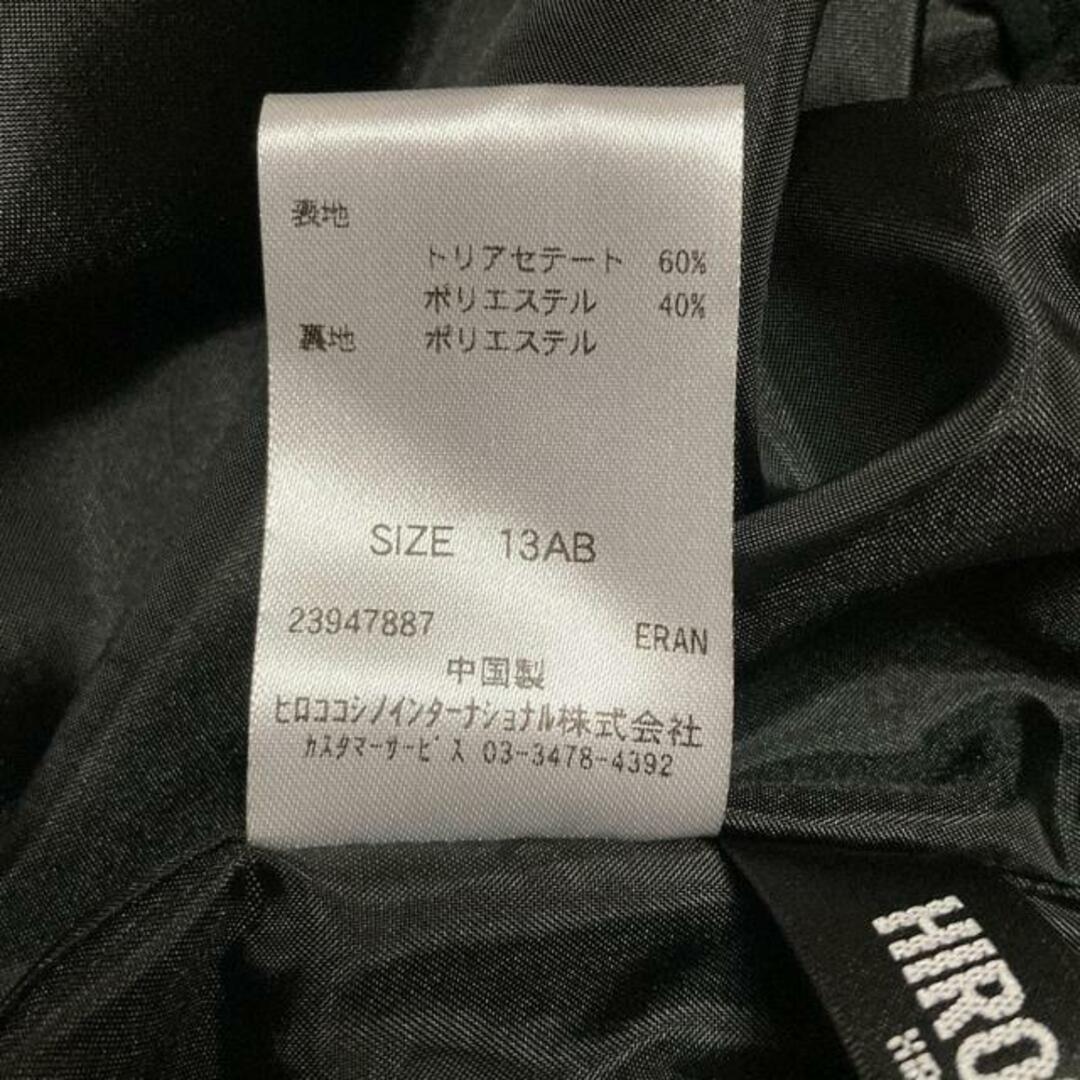 表地
トリアセテート 60%
ポリエステル 40%
裏地 ポリエステル
SIZE 13AB
23947887 ERAN
中国製
ヒロココシノインターナショナル株式会社
カスタマーサービス 03-3478-4392
HIRO